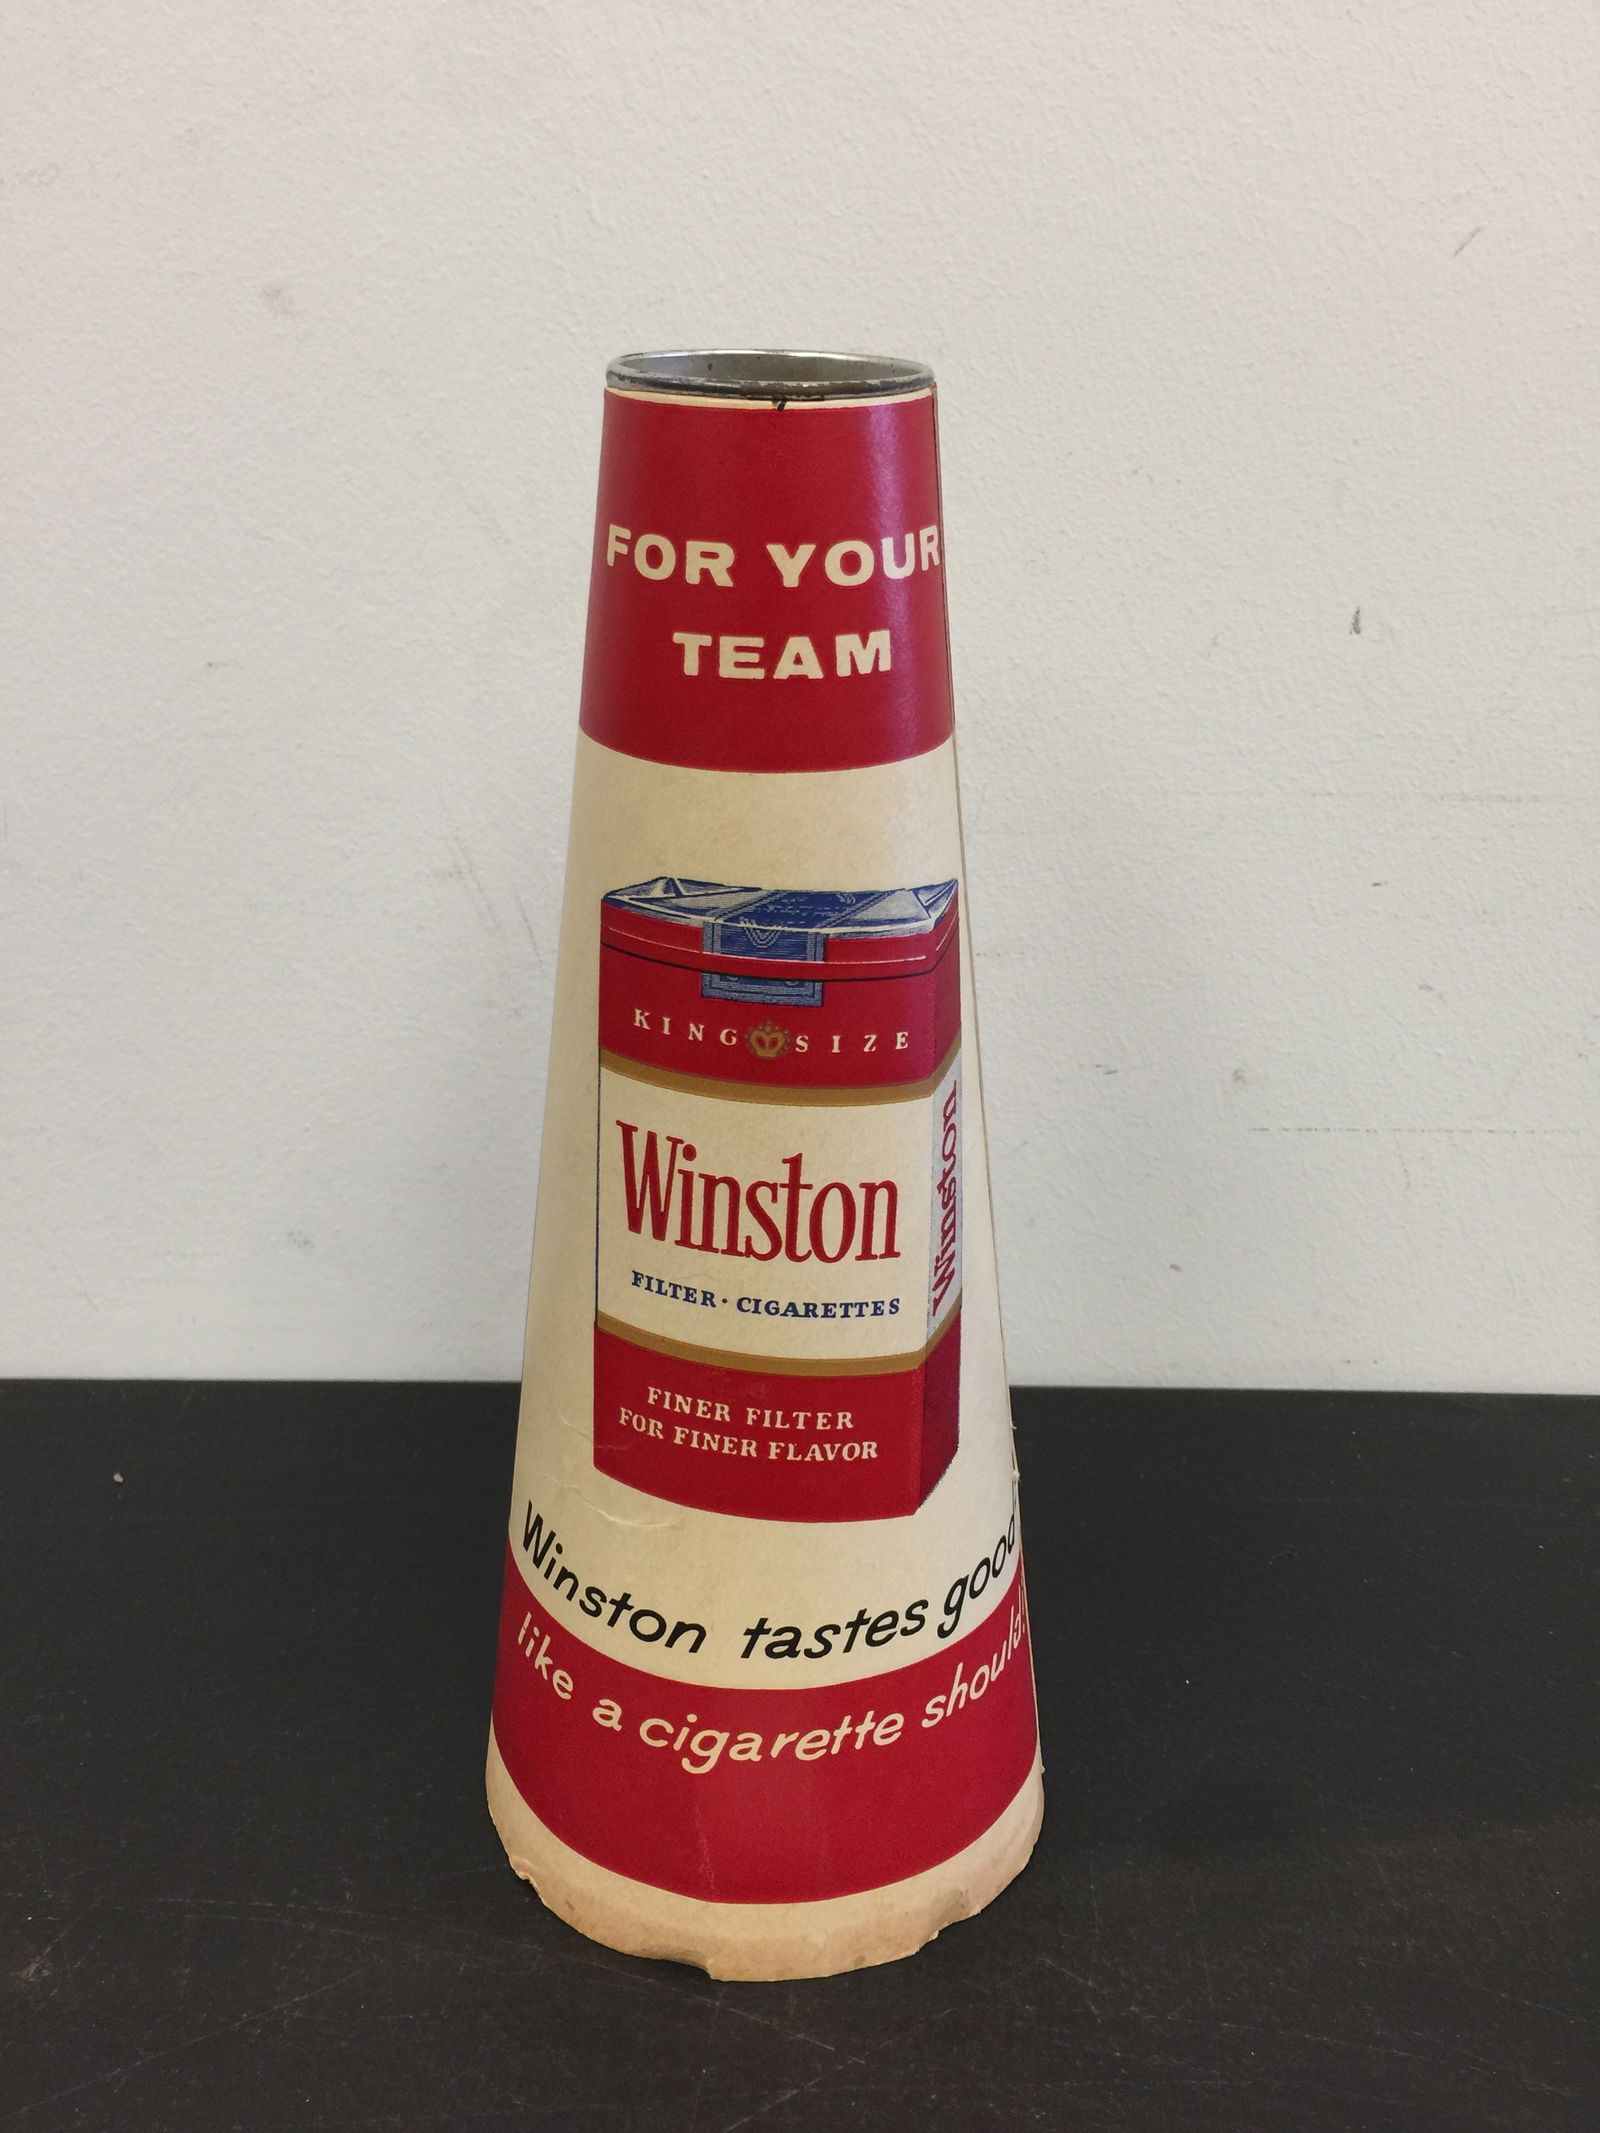 FOR YOUR
TEAM
KING SIZE
Winston
Winston
FILTER · CIGARETTES
FINER FILTER
FOR FINER FLAVOR
Winston tastes good
like a cigarette should!